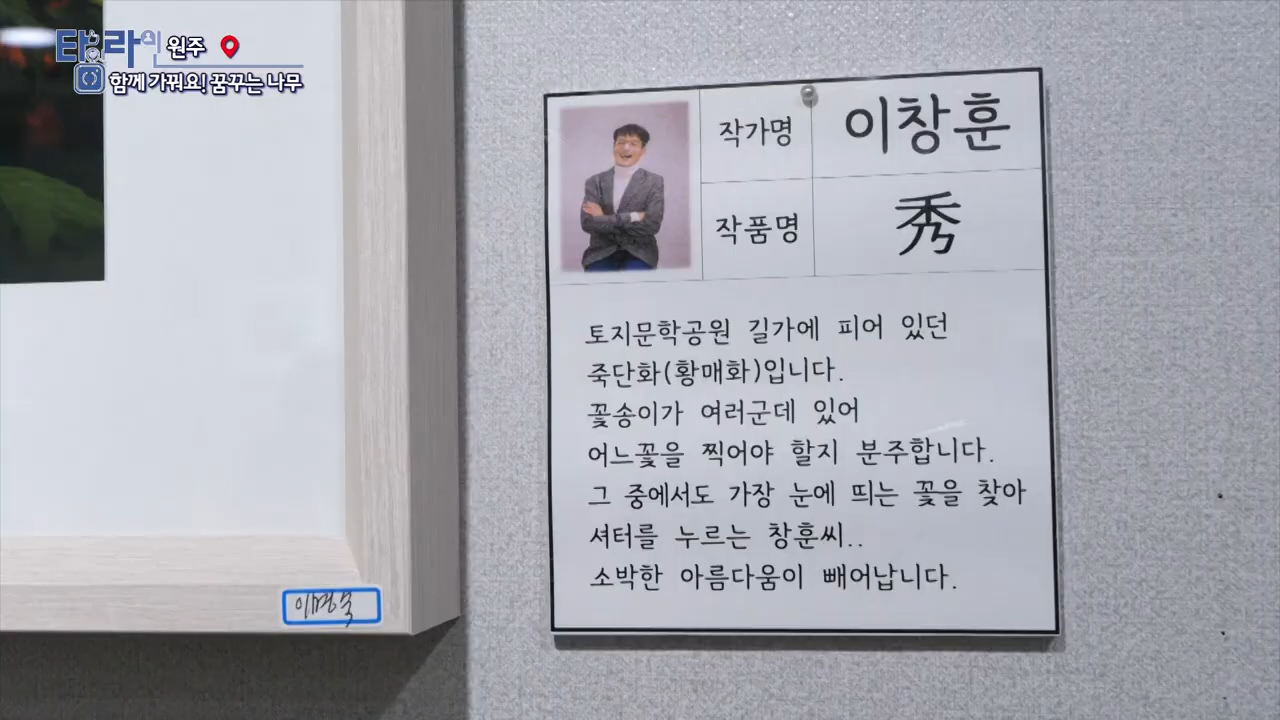 원주
함께 가꿔요! 꿈꾸는 나무
작가명 이창훈
작품명 秀
토지문학공원 길가에 피어 있던
죽단화(황매화)입니다.
꽃송이가 여러군데 있어
어느꽃을 찍어야 할지 분주합니다.
그 중에서도 가장 눈에 띄는 꽃을 찾아
셔터를 누르는 창훈씨..
소박한 아름다움이 빼어납니다.